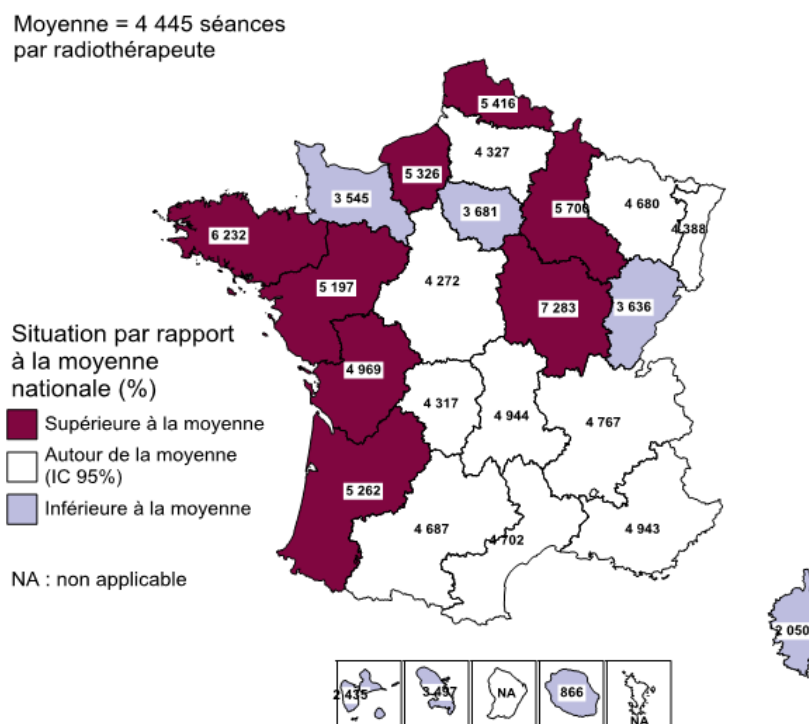 Moyenne = 4 445 séances
par radiothérapeute
5 416
4 327
5 326
3 545
3 681
5 706
4 680
4 388
6 232
5 197
4 272
7 283
3 636
Situation par rapport
à la moyenne
nationale (%)
Supérieure à la moyenne
Autour de la moyenne
(IC 95%)
Inférieure à la moyenne
NA : non applicable
4 969
4 317
4 944
4 767
5 262
4 687
4 702
4 943
2 050
2 435
3 497
NA
866
NA